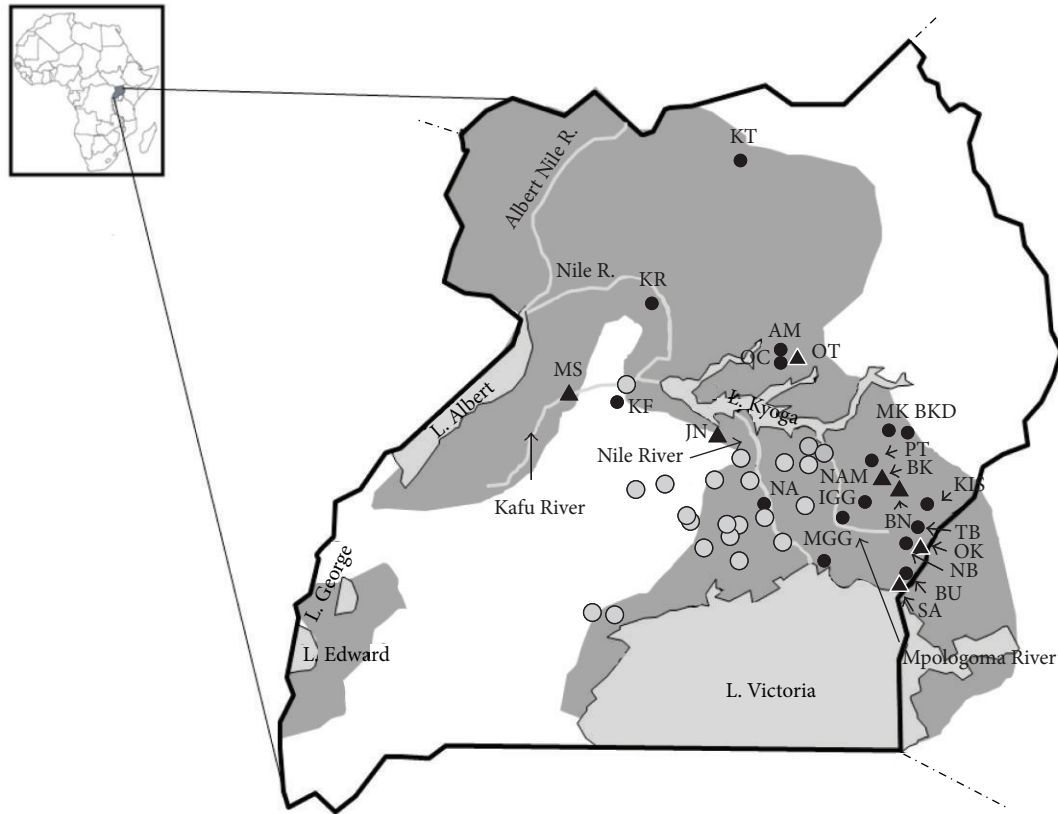 KT
Albert Nile R.
Nile R.
KR
AM
OC
OT
MS
L. Albert
KF
L. Kyoga
MK BKD
JN
Nile River
PT
BK
NAM
KIS
Kafu River
NA
IGG
BN
TB
MGG
OK
NB
L. George
BU
SA
L. Edward
Mpologoma River
L. Victoria